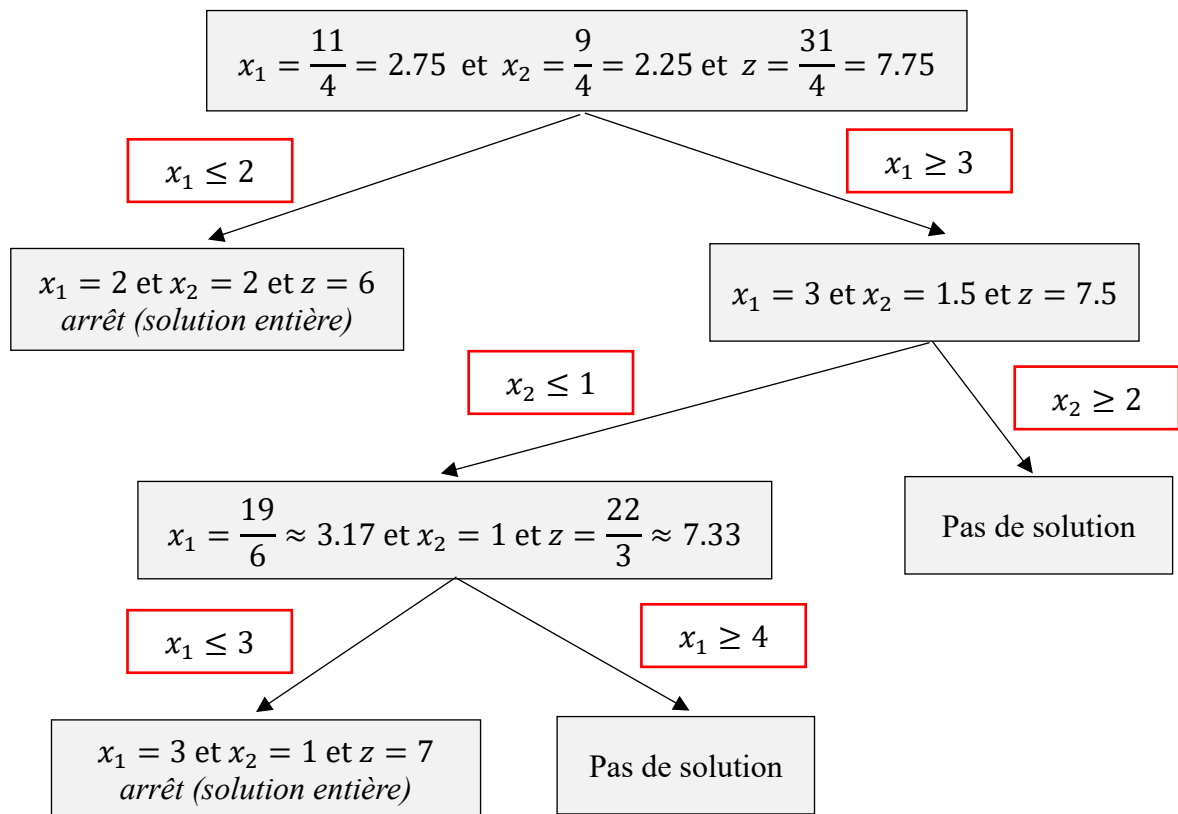 x₁ = 11/4 = 2.75 et x₂ = 9/4 = 2.25 et z = 31/4 = 7.75
x₁ ≤ 2
x₁ ≥ 3
x₁ = 2 et x₂ = 2 et z = 6
arrêt (solution entière)
x₁ = 3 et x₂ = 1.5 et z = 7.5
x₂ ≤ 1
x₂ ≥ 2
x₁ = 19/6 ≈ 3.17 et x₂ = 1 et z = 22/3 ≈ 7.33
Pas de solution
x₁ ≤ 3
x₁ ≥ 4
x₁ = 3 et x₂ = 1 et z = 7
arrêt (solution entière)
Pas de solution